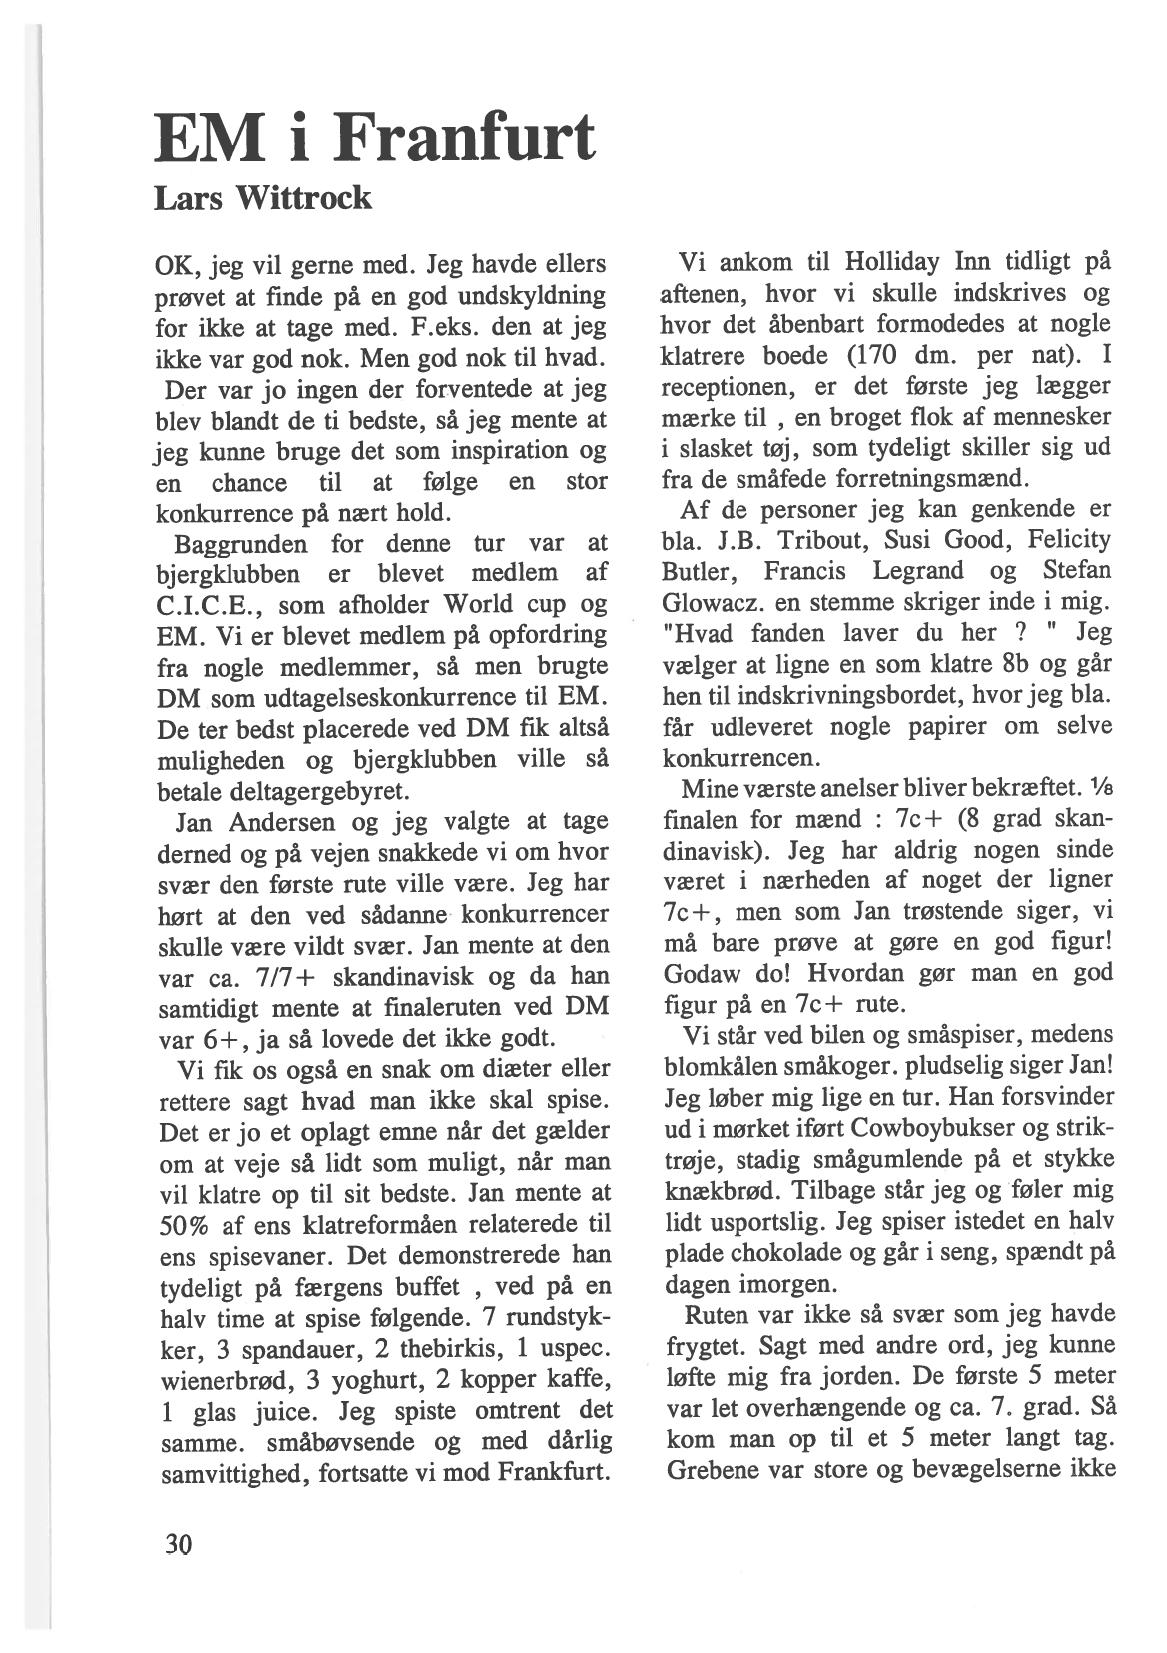 EM i Franfurt
Lars Wittrock
OK, jeg vil gerne med. Jeg havde ellers
prøvet at finde på en god undskyldning
for ikke at tage med. F.eks. den at jeg
ikke var god nok. Men god nok til hvad.
Der var jo ingen der forventede at jeg
blev blandt de ti bedste, så jeg mente at
jeg kunne bruge det som inspiration og
en chance til at følge en stor
konkurrence på nært hold.
Baggrunden for denne tur var at
bjergklubben er blevet medlem af
C.I.C.E., som afholder World cup og
EM. Vi er blevet medlem på opfordring
fra nogle medlemmer, så men brugte
DM som udtagelseskonkurrence til EM.
De ter bedst placerede ved DM fik altså
muligheden og bjergklubben ville så
betale deltagergebyret.
Jan Andersen og jeg valgte at tage
derned og på vejen snakkede vi om hvor
svær den første rute ville være. Jeg har
hørt at den ved sådanne konkurrencer
skulle være vildt svær. Jan mente at den
var ca. 7/7+ skandinavisk og da han
samtidigt mente at finaleruten ved DM
var 6+, ja så lovede det ikke godt.
Vi fik os også en snak om diæter eller
rettere sagt hvad man ikke skal spise.
Det er jo et oplagt emne når det gælder
om at veje så lidt som muligt, når man
vil klatre op til sit bedste. Jan mente at
50% af ens klatreformåen relaterede til
ens spisevaner. Det demonstrerede han
tydeligt på færgens buffet , ved på en
halv time at spise følgende. 7 rundstyk-
ker, 3 spandauer, 2 thebirkis, 1 uspec.
wienerbrød, 3 yoghurt, 2 kopper kaffe,
1 glas juice. Jeg spiste omtrent det
samme. småbøvsende og med dårlig
samvittighed, fortsatte vi mod Frankfurt.
Vi ankom til Holliday Inn tidligt på
aftenen, hvor vi skulle indskrives og
hvor det åbenbart formodedes at nogle
klatrere boede (170 dm. per nat). I
receptionen, er det første jeg lægger
mærke til , en broget flok af mennesker
i slasket tøj, som tydeligt skiller sig ud
fra de småfede forretningsmænd.
Af de personer jeg kan genkende er
bla. J.B. Tribout, Susi Good, Felicity
Butler, Francis Legrand og Stefan
Glowacz. en stemme skriger inde i mig.
"Hvad fanden laver du her ? " Jeg
vælger at ligne en som klatre 8b og går
hen til indskrivningsbordet, hvor jeg bla.
får udleveret nogle papirer om selve
konkurrencen.
Mine værste anelser bliver bekræftet. ⅛
finalen for mænd : 7c+ (8 grad skan-
dinavisk). Jeg har aldrig nogen sinde
været i nærheden af noget der ligner
7c+, men som Jan trøstende siger, vi
må bare prøve at gøre en god figur!
Godaw do! Hvordan gør man en god
figur på en 7c+ rute.
Vi står ved bilen og småspiser, medens
blomkålen småkoger. pludselig siger Jan!
Jeg løber mig lige en tur. Han forsvinder
ud i mørket iført Cowboybukser og strik-
trøje, stadig smågumlende på et stykke
knækbrød. Tilbage står jeg og føler mig
lidt usportslig. Jeg spiser istedet en halv
plade chokolade og går i seng, spændt på
dagen imorgen.
Ruten var ikke så svær som jeg havde
frygtet. Sagt med andre ord, jeg kunne
løfte mig fra jorden. De første 5 meter
var let overhængende og ca. 7. grad. Så
kom man op til et 5 meter langt tag.
Grebene var store og bevægelserne ikke
30